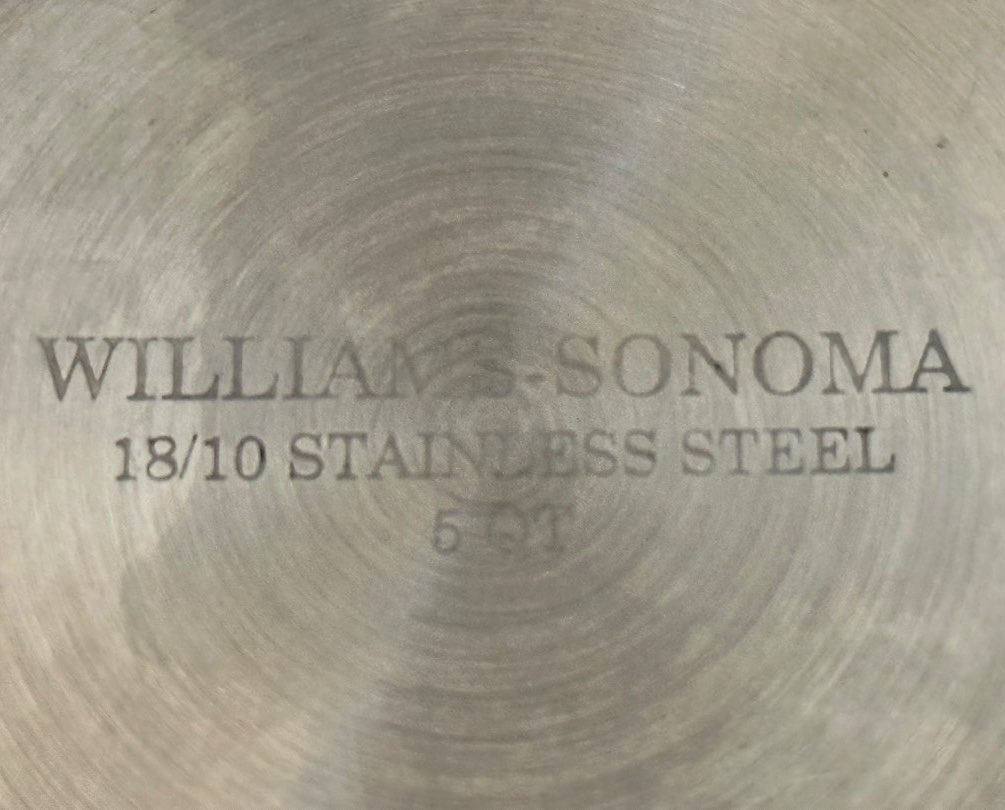 WILLIAMS-SONOMA
18/10 STAINLESS STEEL
5 QT